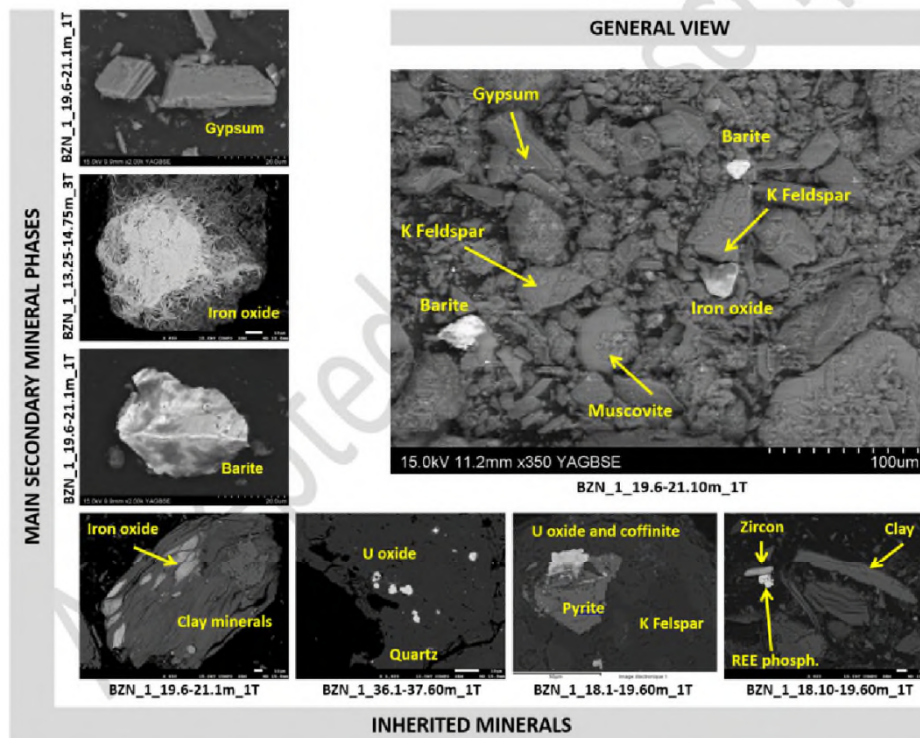 GENERAL VIEW
MAIN SECONDARY MINERAL PHASES
BZN_1_19.6-21.1m_1T
Gypsum
BZN_1_13.25-14.75m_3T
Iron oxide
BZN_1_19.6-21.1m_1T
Barite
Gypsum
Barite
K Feldspar
K Feldspar
Iron oxide
Barite
Muscovite
15.0kV 11.2mm x350 YAGBSE
100um
BZN_1_19.6-21.10m_1T
Iron oxide
Clay minerals
BZN_1_19.6-21.1m_1T
U oxide
Quartz
BZN_1_36.1-37.60m_1T
U oxide and coffinite
Pyrite
K Felspar
BZN_1_18.1-19.60m_1T
Zircon
Clay
REE phosph.
BZN_1_18.10-19.60m_1T
INHERITED MINERALS